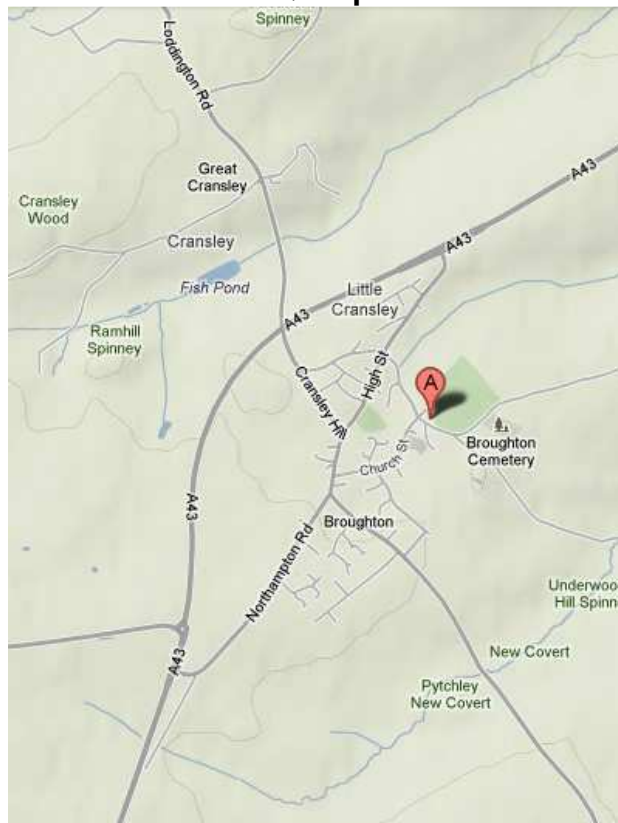 Spinney
Loddington Rd
Great
Cransley
A43
Cransley
Wood
Cransley
A43
Fish Pond
Little
Cransley
A43
Ramhill
Spinney
High St
A
Cransley Hill
Broughton
Cemetery
Church St
A43
Broughton
Northampton Rd
Hill Spinn
New Covert
A43
Pytchley
New Covert